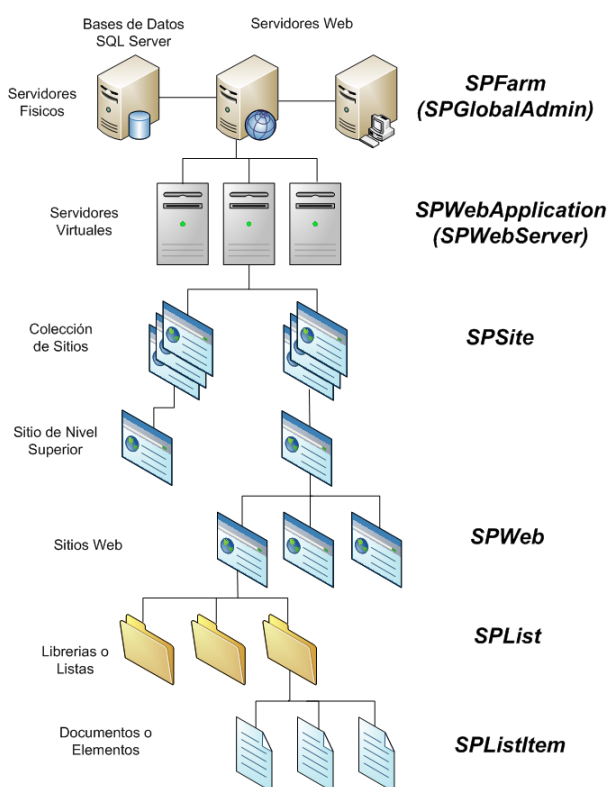 Bases de Datos
SQL Server
Servidores Web
Servidores
Fisicos
SPFarm
(SPGlobalAdmin)
Servidores
Virtuales
SPWebApplication
(SPWebServer)
Colección
de Sitios
SPSite
Sitio de Nivel
Superior
Sitios Web
SPWeb
Librerias o
Listas
SPList
Documentos o
Elementos
SPListItem